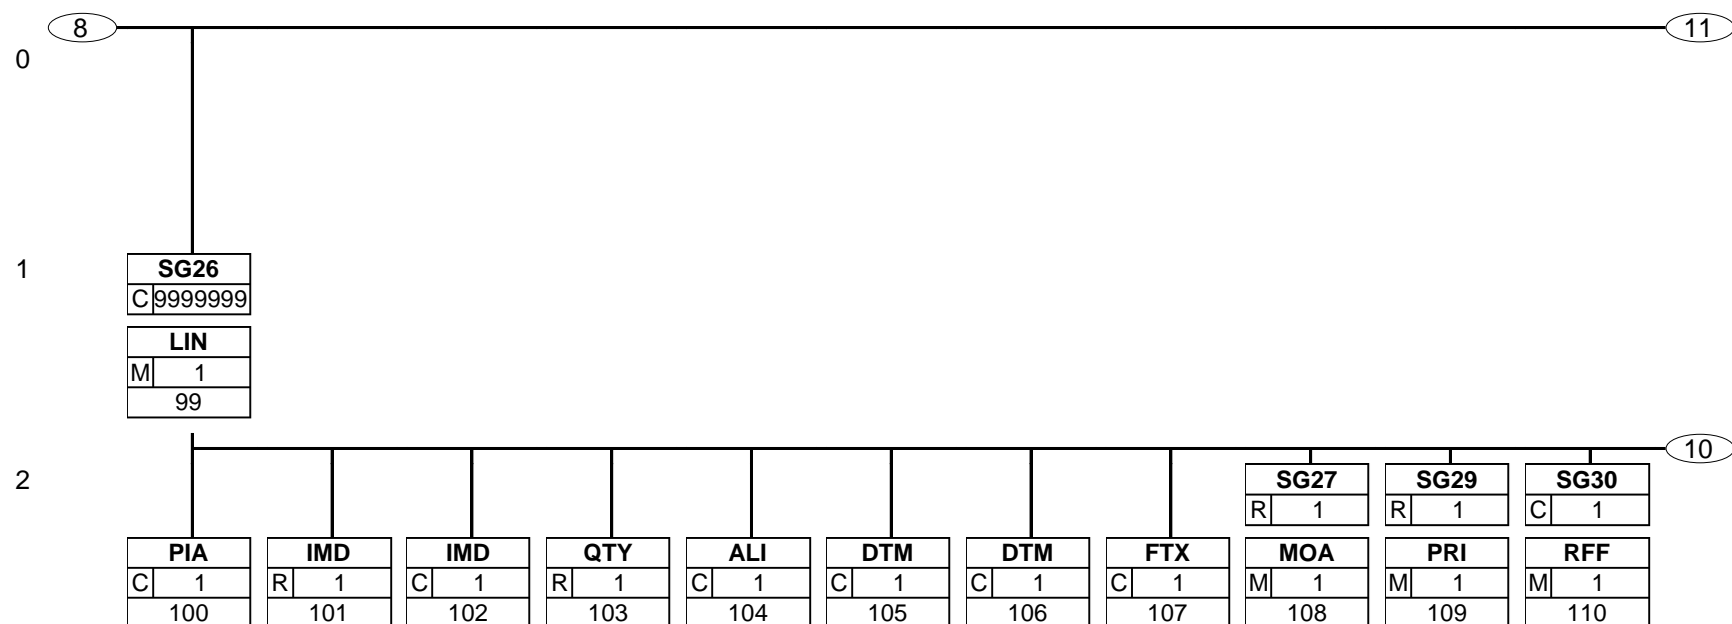 8 11
0
1 SG26
C 9999999
LIN
M 1
99
10
2 SG27 SG29 SG30
R 1 R 1 C 1
PIA IMD IMD QTY ALI DTM DTM FTX MOA PRI RFF
C 1 R 1 C 1 R 1 C 1 C 1 C 1 C 1 M 1 M 1 M 1
100 101 102 103 104 105 106 107 108 109 110